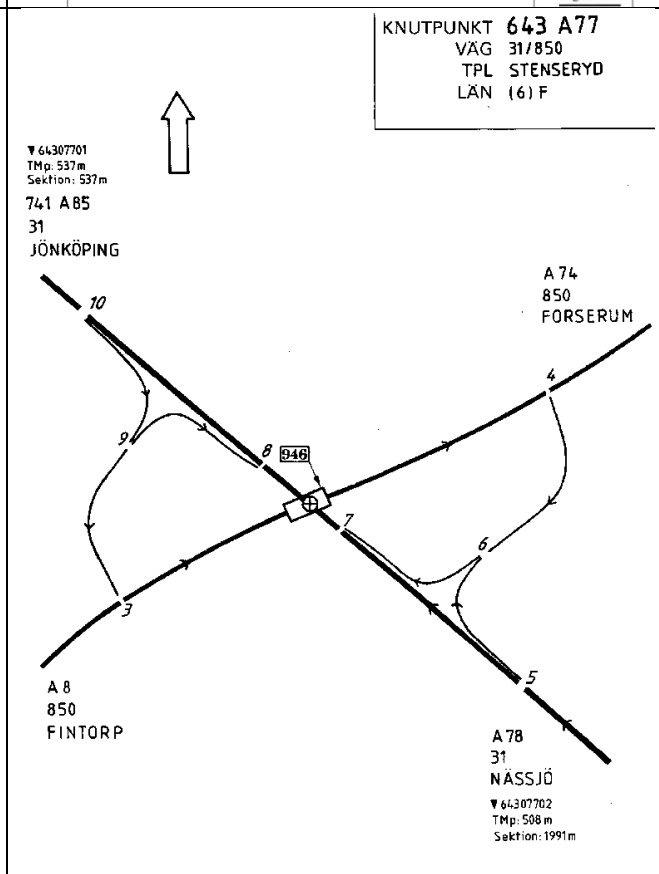 KNUTPUNKT 643 A77
VÄG 31/850
TPL STENSERYD
LÄN (6) F
▼64307701
TMp: 537m
Sektion: 537m
741 A85
31
JÖNKÖPING
A 74
850
FORSERUM
10
4
9
8
946
7
6
3
5
A 8
850
FINTORP
A 78
31
NÄSSJÖ
▼64307702
TMp: 508m
Sektion: 1991m